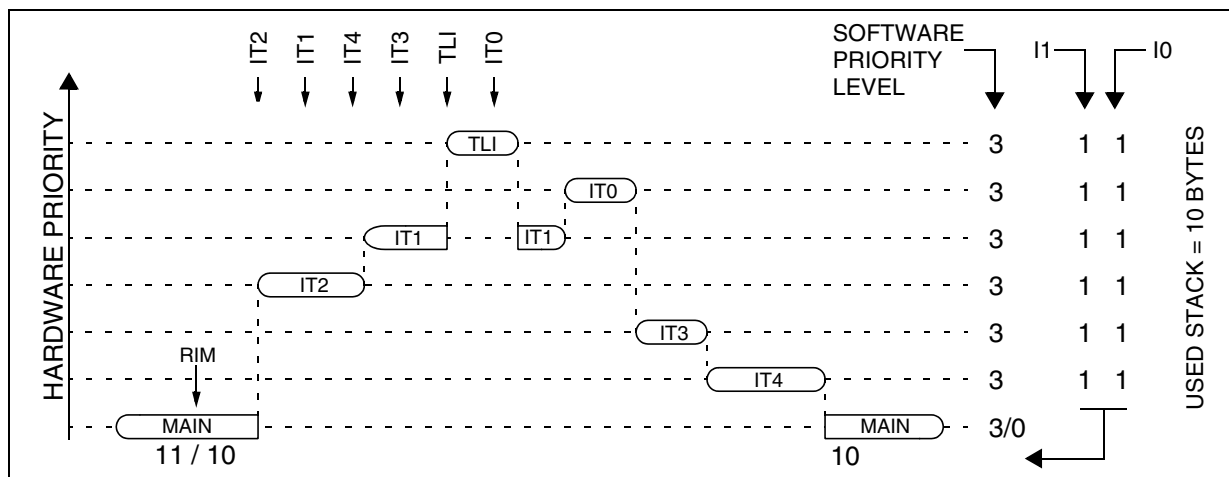 IT2 IT1 IT4 IT3 TLI IT0
SOFTWARE
PRIORITY
LEVEL
I1 I0
HARDWARE PRIORITY
TLI 3 1 1
IT0 3 1 1
IT1 IT1 3 1 1
IT2 3 1 1
IT3 3 1 1
RIM
IT4 3 1 1
MAIN MAIN 3/0
11 / 10 10
USED STACK = 10 BYTES